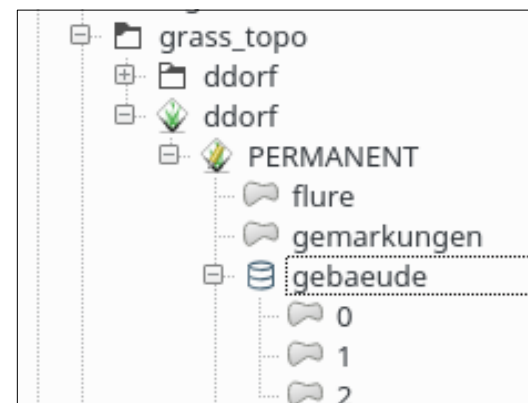 grass_topo
ddorf
ddorf
PERMANENT
flure
gemarkungen
gebaeude
0
1
2